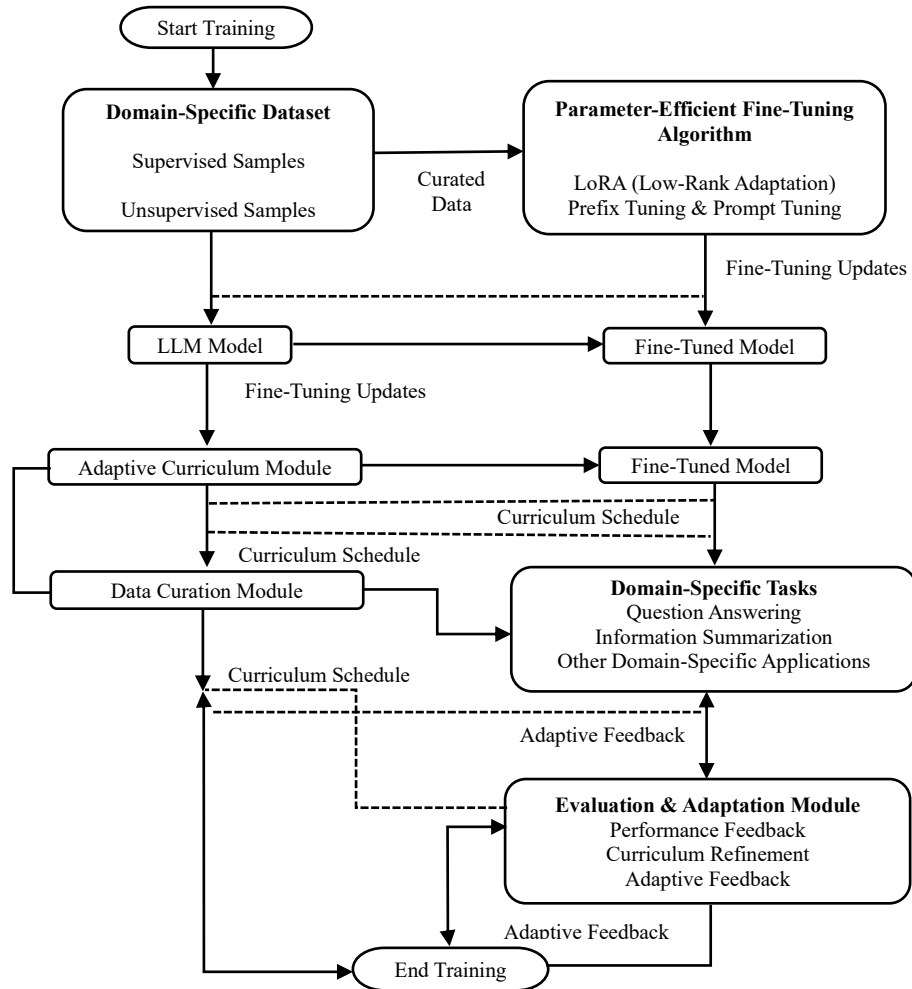 Start Training
Domain-Specific Dataset
Supervised Samples
Unsupervised Samples
Curated
Data
Parameter-Efficient Fine-Tuning
Algorithm
LoRA (Low-Rank Adaptation)
Prefix Tuning & Prompt Tuning
Fine-Tuning Updates
LLM Model
Fine-Tuned Model
Fine-Tuning Updates
Adaptive Curriculum Module
Fine-Tuned Model
Curriculum Schedule
Curriculum Schedule
Data Curation Module
Domain-Specific Tasks
Question Answering
Information Summarization
Other Domain-Specific Applications
Curriculum Schedule
Adaptive Feedback
Evaluation & Adaptation Module
Performance Feedback
Curriculum Refinement
Adaptive Feedback
Adaptive Feedback
End Training